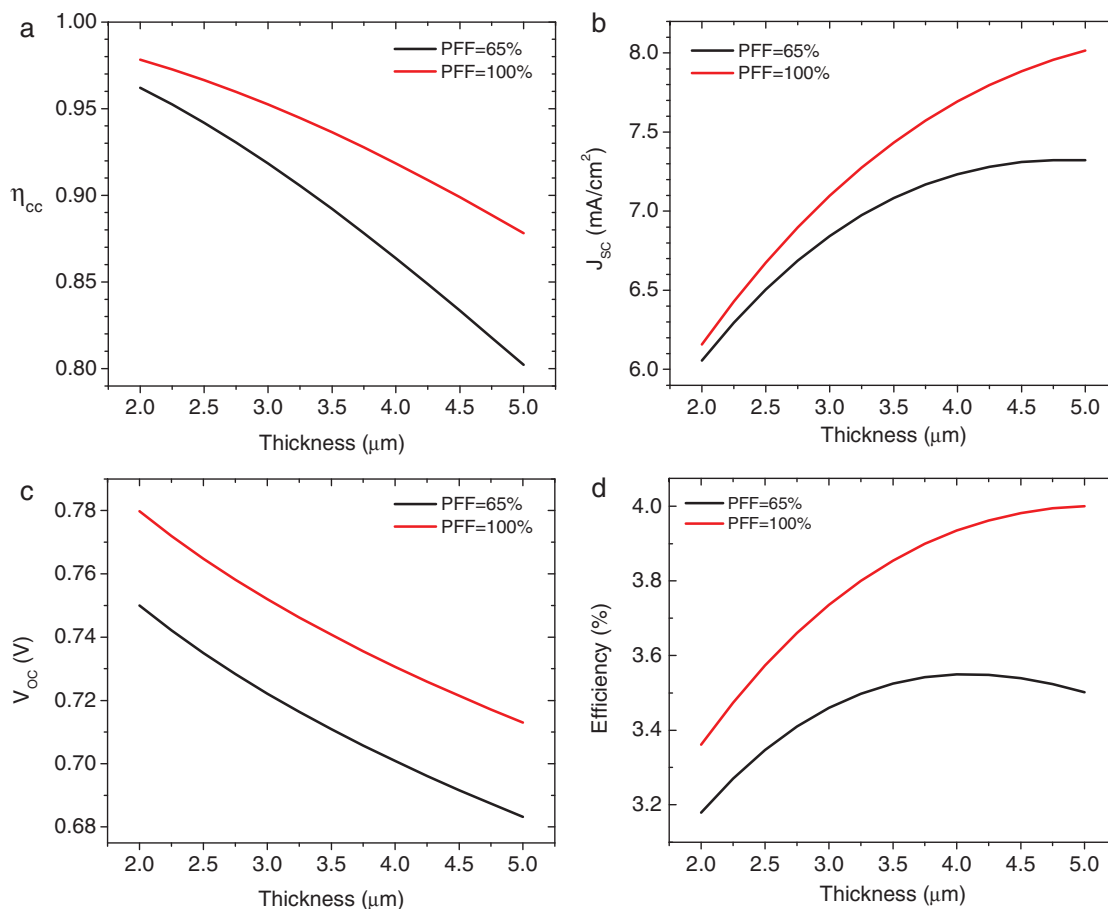 a
PFF=65%
PFF=100%
1.00
0.95
0.90
0.85
0.80
η_cc
2.0 2.5 3.0 3.5 4.0 4.5 5.0
Thickness (μm)
b
PFF=65%
PFF=100%
8.0
7.5
7.0
6.5
6.0
J_SC (mA/cm²)
2.0 2.5 3.0 3.5 4.0 4.5 5.0
Thickness (μm)
c
PFF=65%
PFF=100%
0.78
0.76
0.74
0.72
0.70
0.68
V_OC (V)
2.0 2.5 3.0 3.5 4.0 4.5 5.0
Thickness (μm)
d
PFF=65%
PFF=100%
4.0
3.8
3.6
3.4
3.2
Efficiency (%)
2.0 2.5 3.0 3.5 4.0 4.5 5.0
Thickness (μm)